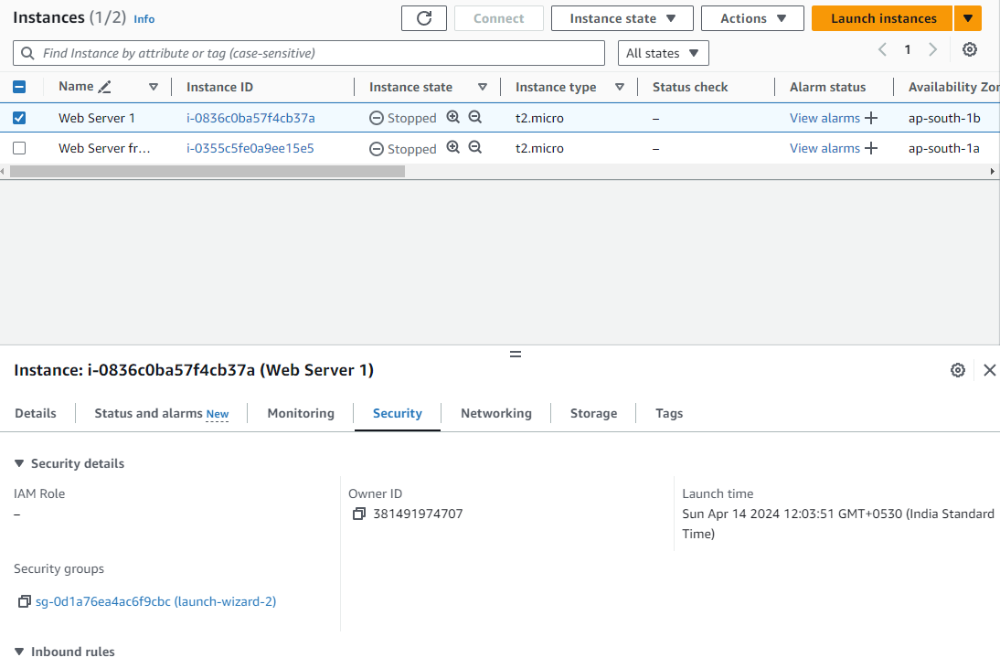 Instances (1/2) Info
Connect
Instance state
Actions
Launch instances
Find Instance by attribute or tag (case-sensitive)
All states
1
Name Instance ID Instance state Instance type Status check Alarm status Availability Zor
Web Server 1 i-0836c0ba57f4cb37a Stopped t2.micro – View alarms ap-south-1b
Web Server fr... i-0355c5fe0a9ee15e5 Stopped t2.micro – View alarms ap-south-1a
Instance: i-0836c0ba57f4cb37a (Web Server 1)
Details Status and alarms New Monitoring Security Networking Storage Tags
Security details
IAM Role
–
Owner ID
381491974707
Launch time
Sun Apr 14 2024 12:03:51 GMT+0530 (India Standard
Time)
Security groups
sg-0d1a76ea4ac6f9cbc (launch-wizard-2)
Inbound rules